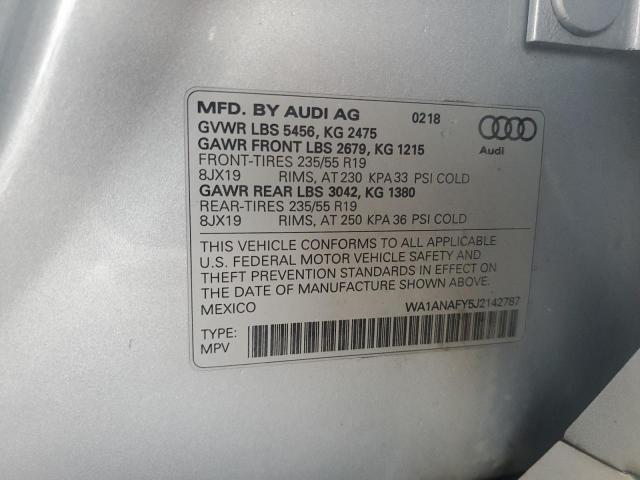 MFD. BY AUDI AG 0218
GVWR LBS 5456, KG 2475
GAWR FRONT LBS 2679, KG 1215
FRONT-TIRES 235/55 R19
8JX19 RIMS, AT 230 KPA 33 PSI COLD
GAWR REAR LBS 3042, KG 1380
REAR-TIRES 235/55 R19
8JX19 RIMS, AT 250 KPA 36 PSI COLD
Audi
THIS VEHICLE CONFORMS TO ALL APPLICABLE
U.S. FEDERAL MOTOR VEHICLE SAFETY AND
THEFT PREVENTION STANDARDS IN EFFECT ON
THE DATE OF MANUFACTURE SHOWN ABOVE.
MEXICO WA1ANAFY5J2142787
TYPE:
MPV